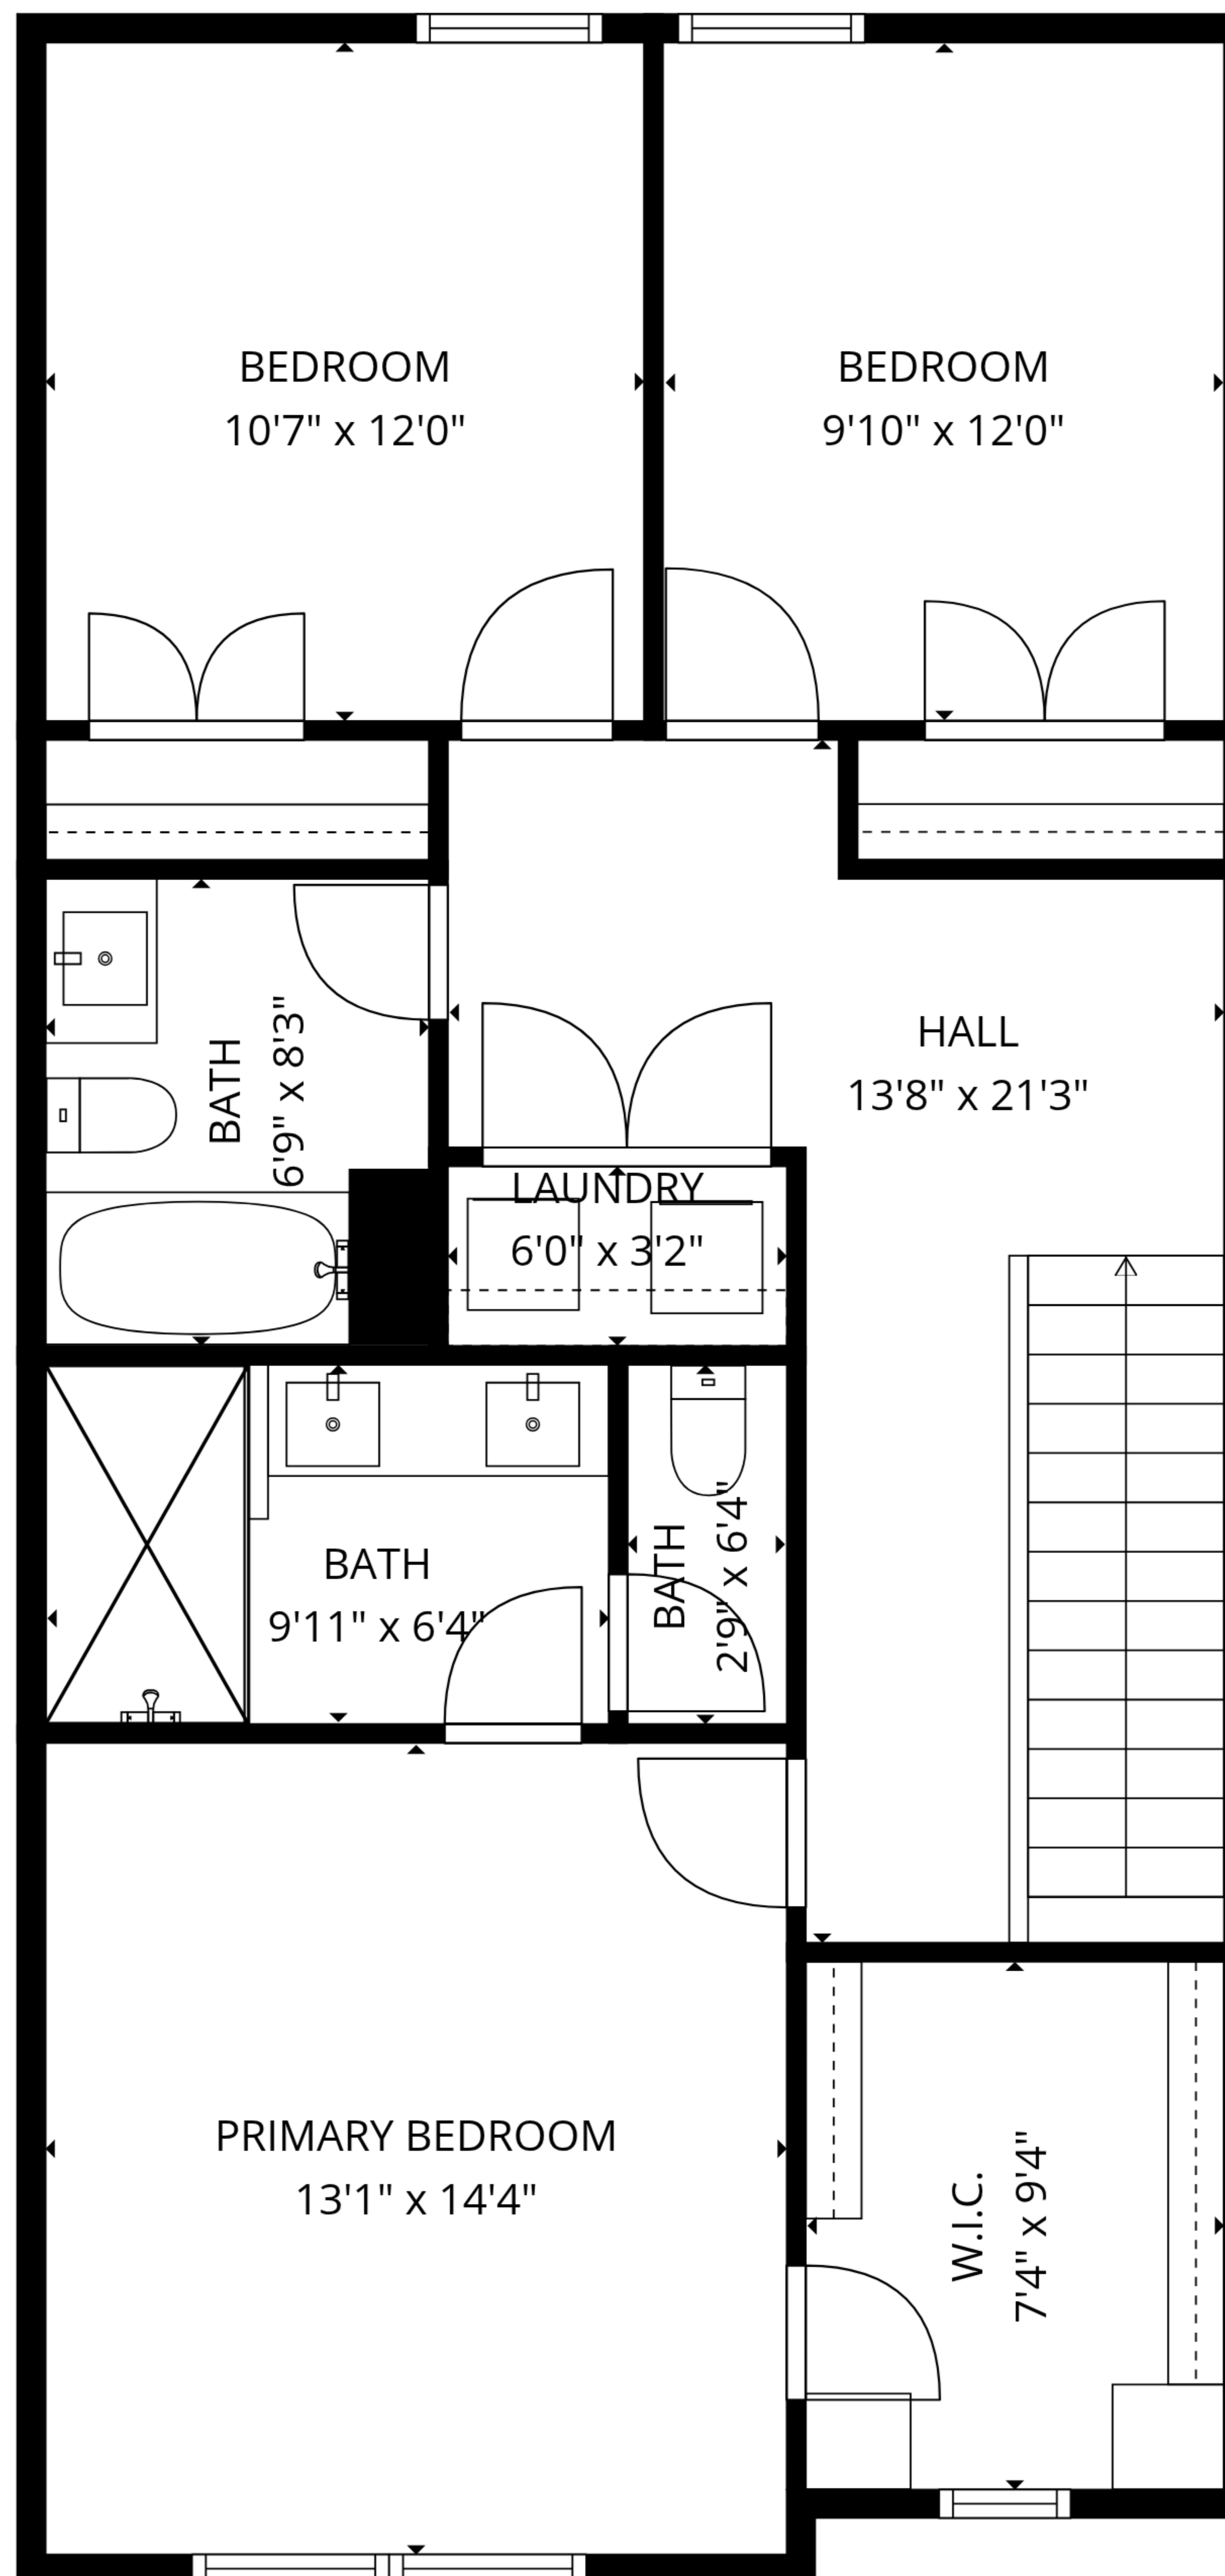 BEDROOM
10'7" x 12'0"
BEDROOM
9'10" x 12'0"
HALL
13'8" x 21'3"
BATH
6'9" x 8'3"
LAUNDRY
6'0" x 3'2"
BATH
9'11" x 6'4"
BATH
2'9" x 6'4"
PRIMARY BEDROOM
13'1" x 14'4"
W.I.C.
7'4" x 9'4"